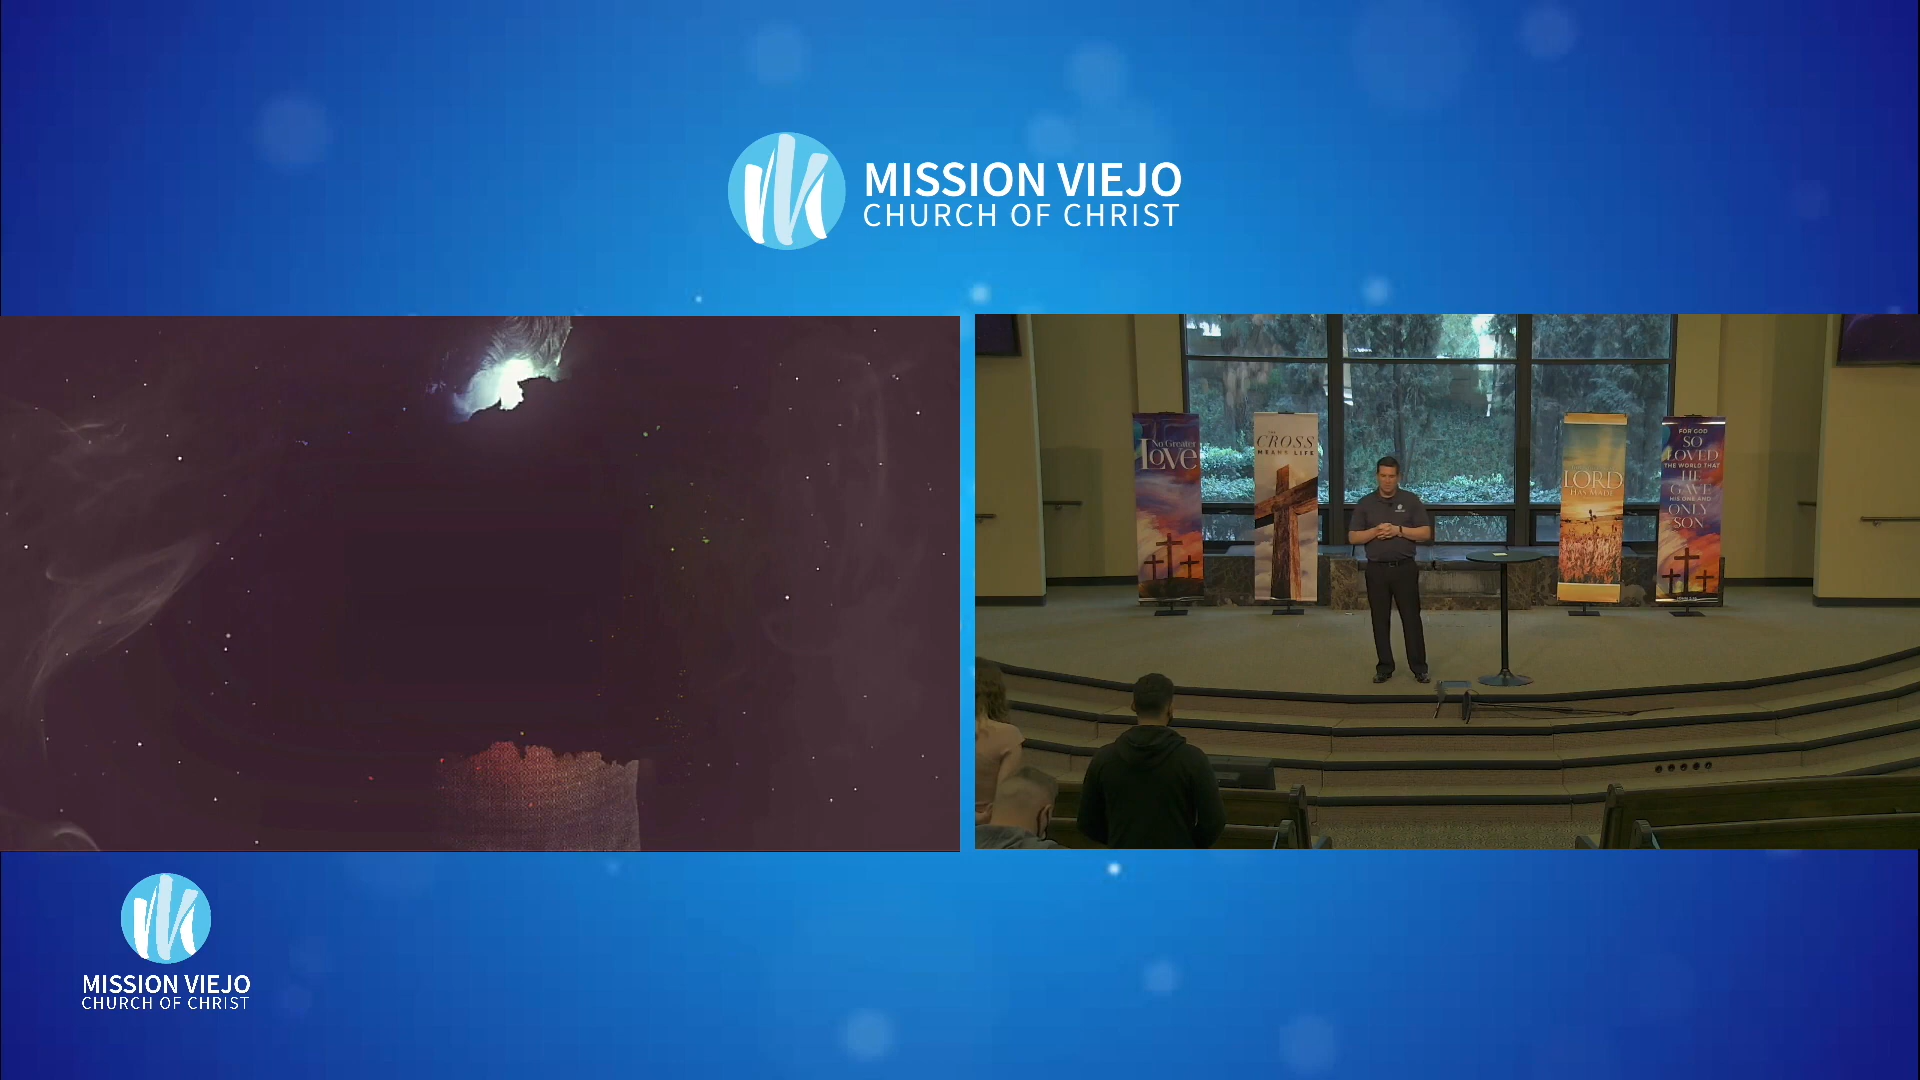 MISSION VIEJO
CHURCH OF CHRIST
No Greater
Love
THE
CROSS
MEANS LIFE
LORD
HAS MADE
FOR GOD
SO
LOVED
THE WORLD THAT
HE
GAVE
HIS ONE AND
ONLY
SON
MISSION VIEJO
CHURCH OF CHRIST